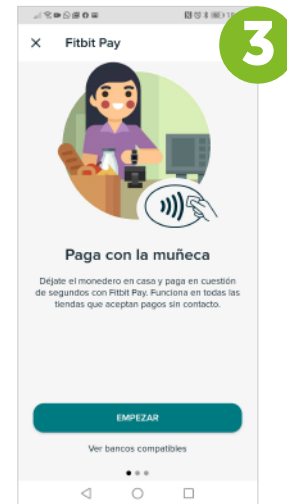 3
× Fitbit Pay
Paga con la muñeca
Déjate el monedero en casa y paga en cuestión
de segundos con Fitbit Pay. Funciona en todas las
tiendas que aceptan pagos sin contacto.
EMPEZAR
Ver bancos compatibles